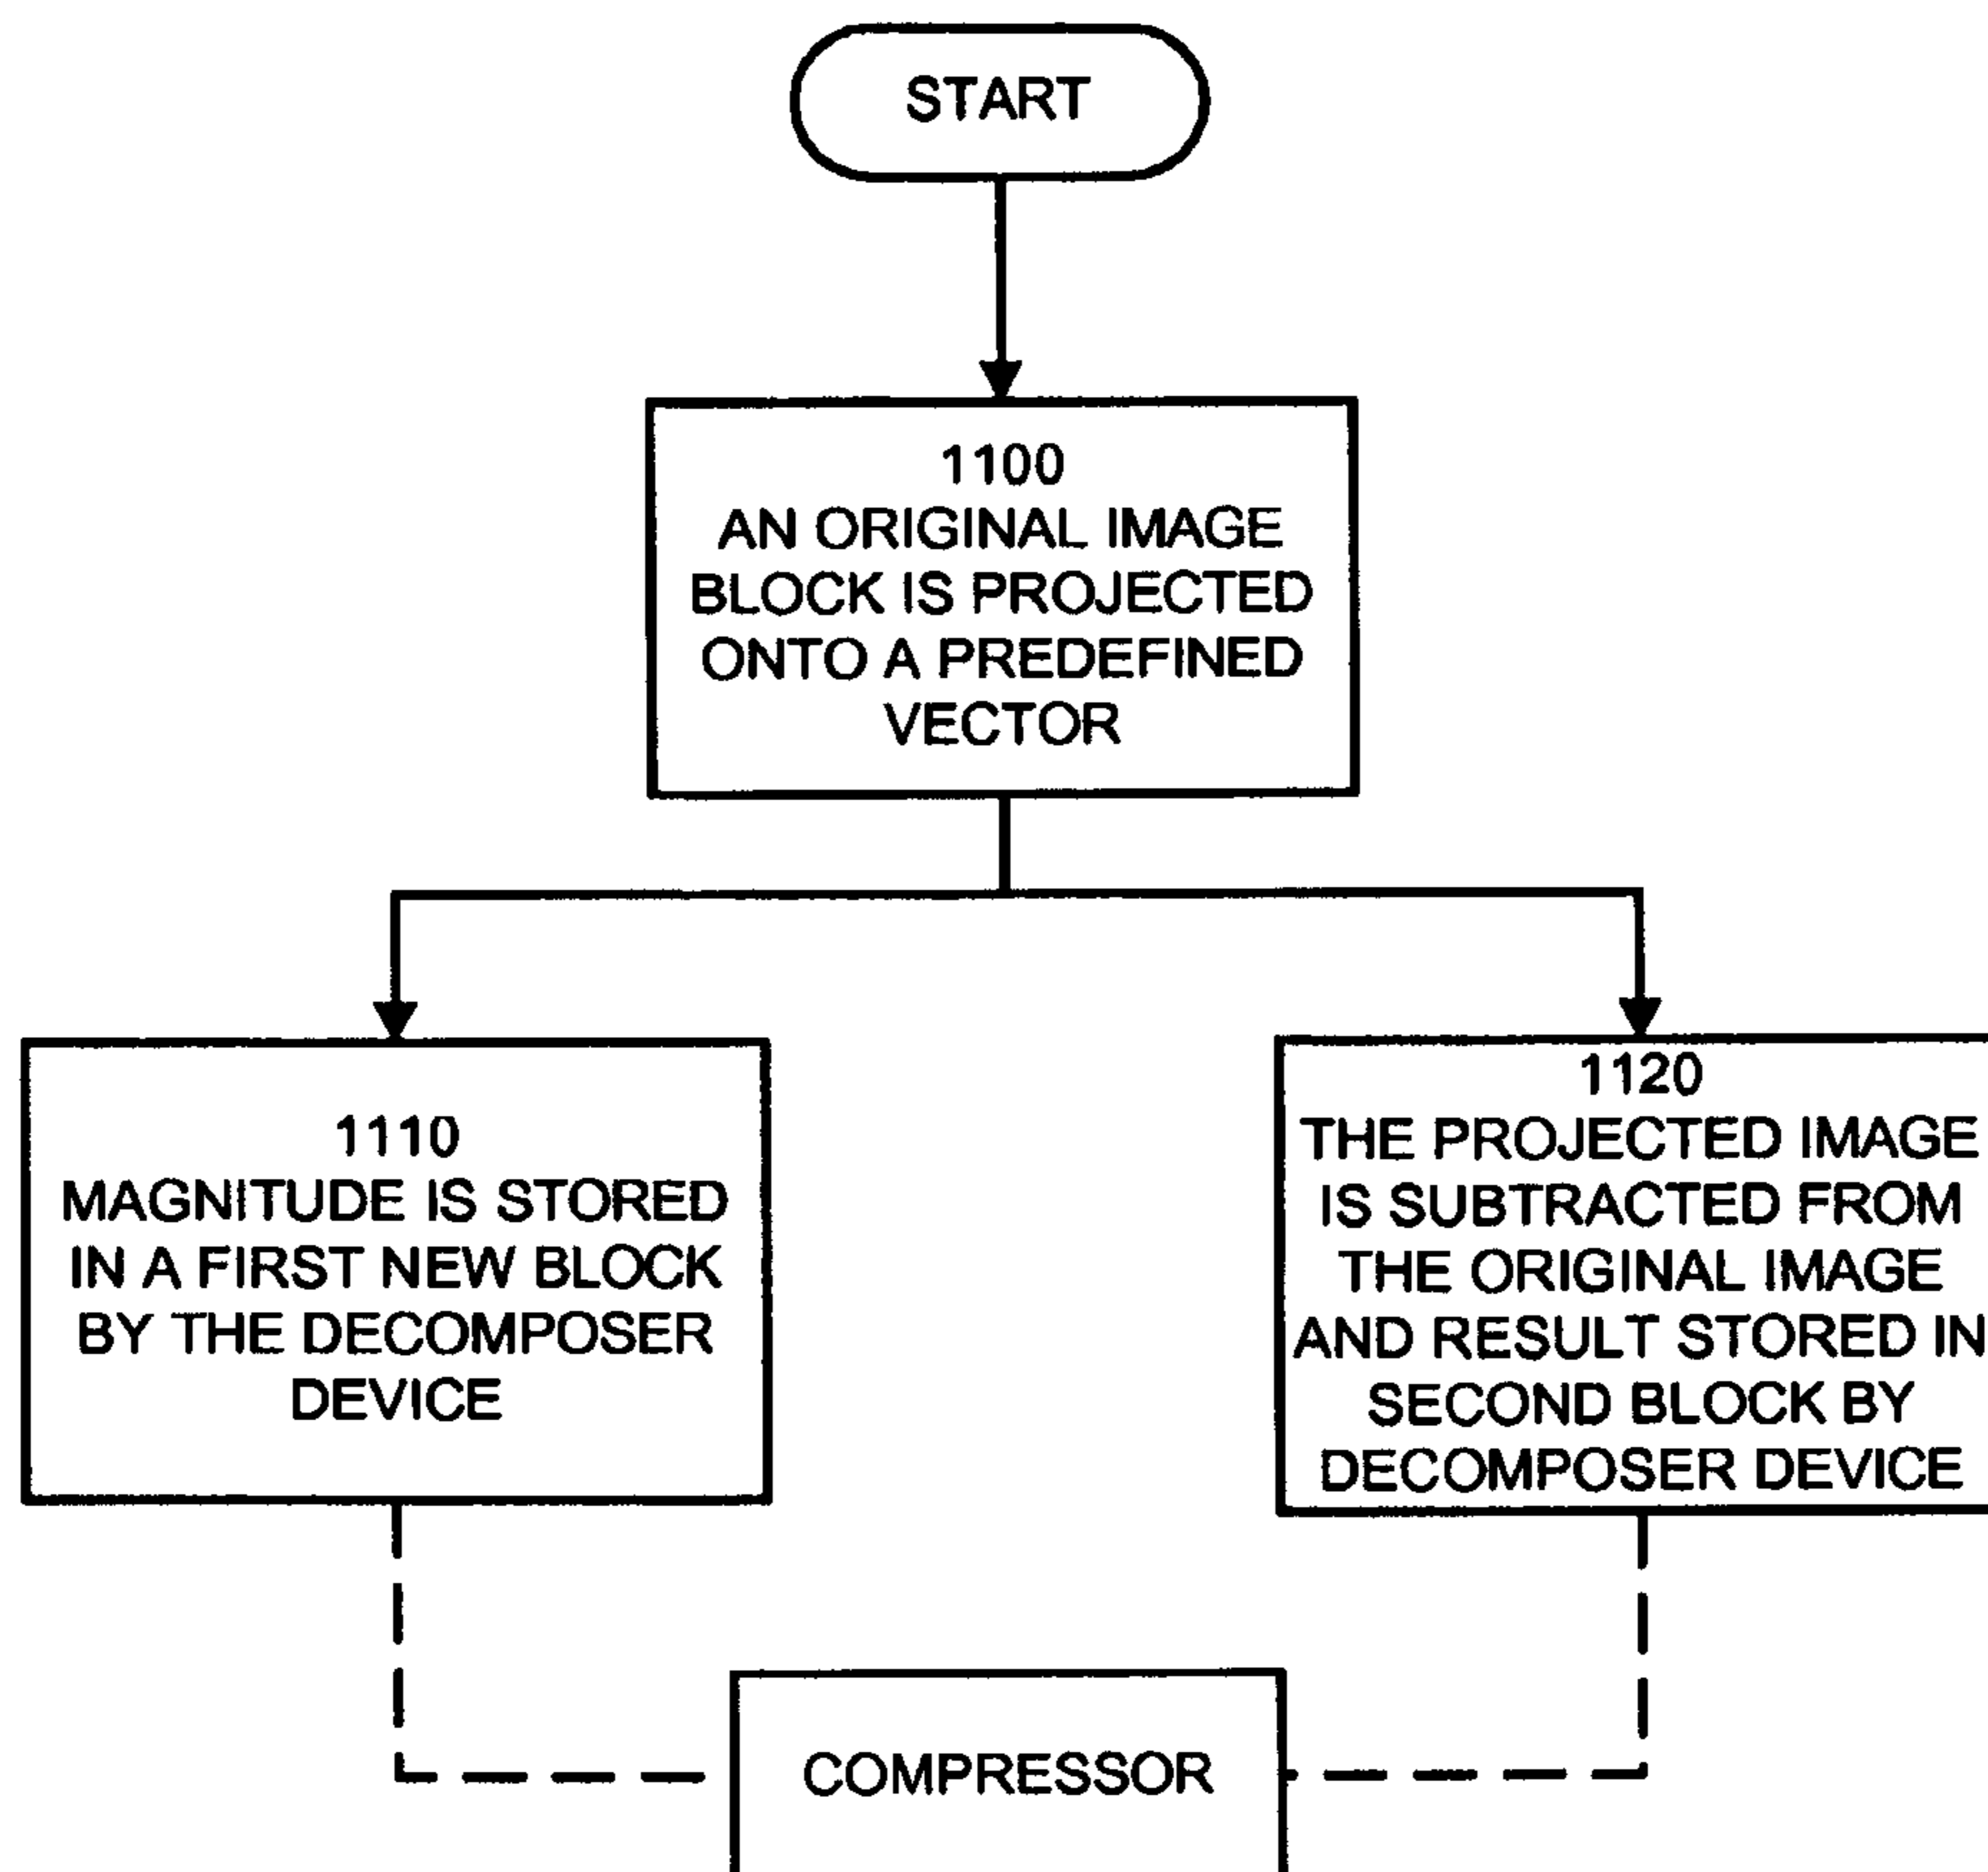 START
1100
AN ORIGINAL IMAGE
BLOCK IS PROJECTED
ONTO A PREDEFINED
VECTOR
1110
MAGNITUDE IS STORED
IN A FIRST NEW BLOCK
BY THE DECOMPOSER
DEVICE
1120
THE PROJECTED IMAGE
IS SUBTRACTED FROM
THE ORIGINAL IMAGE
AND RESULT STORED IN
SECOND BLOCK BY
DECOMPOSER DEVICE
COMPRESSOR